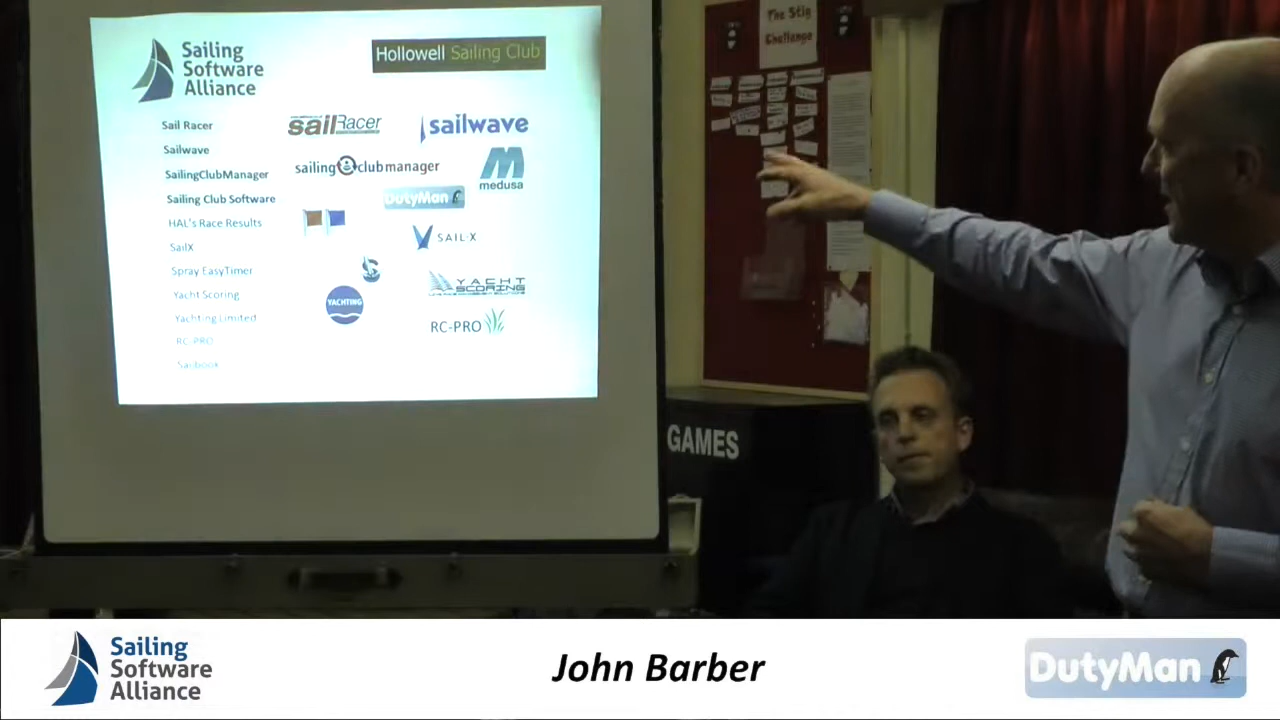 Sailing
Software
Alliance
Hollowell Sailing Club
Sail Racer
Sailwave
SailingClubManager
Sailing Club Software
HAL's Race Results
SailX
Spray EasyTimer
Yacht Scoring
Yachting Limited
RC-PRO
Sailbook
sailRacer
sailwave
sailing clubmanager
medusa
DutyMan
SAIL-X
YACHT
SCORING
YACHTING
RC-PRO
The Stig
Challenge
GAMES
Sailing
Software
Alliance
John Barber
DutyMan